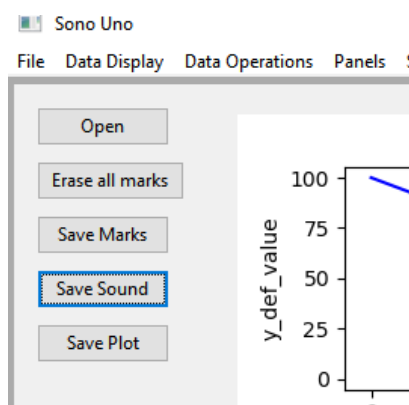 Sono Uno
File Data Display Data Operations Panels
Open
Erase all marks
Save Marks
Save Sound
Save Plot
100
75
50
25
0
y_def_value